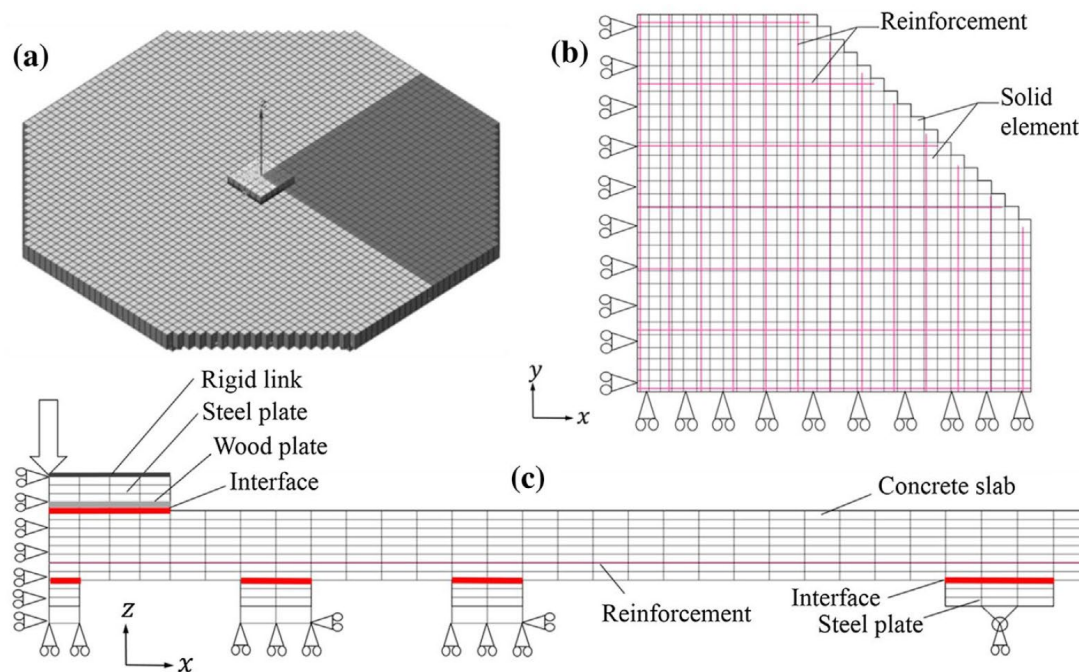 (a)
(b)
Reinforcement
Solid
element
y
x
Rigid link
Steel plate
Wood plate
Interface
(c)
Concrete slab
Reinforcement
Interface
Steel plate
z
x